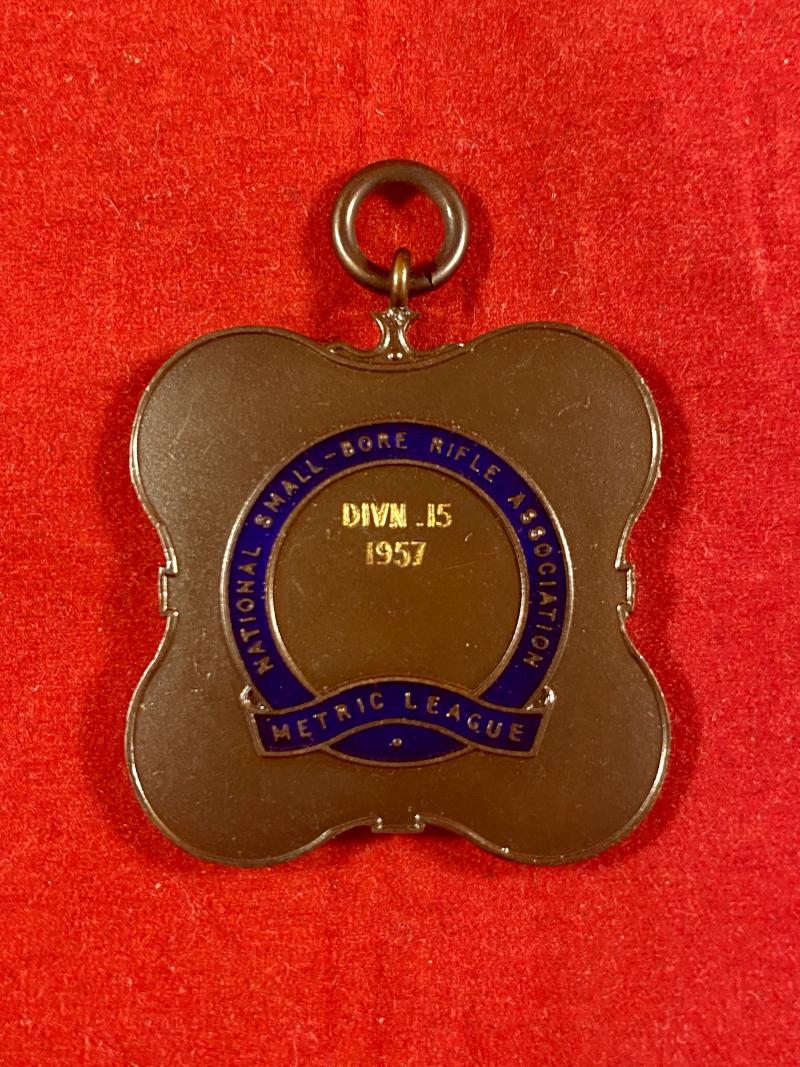 NATIONAL SMALL-BORE RIFLE ASSOCIATION
DIVN .15
1957
METRIC LEAGUE